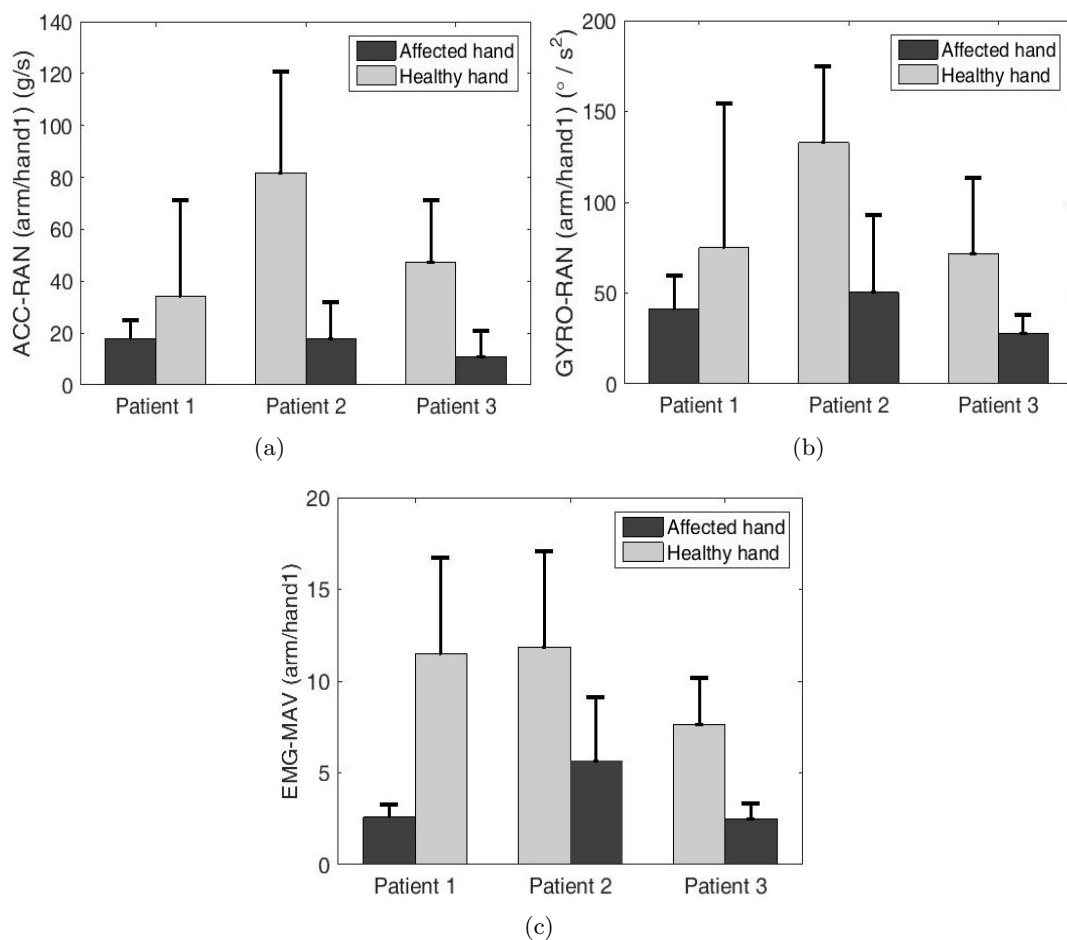 ACC-RAN (arm/hand1) (g/s)
140
120
100
80
60
40
20
0
Affected hand
Healthy hand
Patient 1
Patient 2
Patient 3
(a)
GYRO-RAN (arm/hand1) (° / s²)
200
150
100
50
0
Affected hand
Healthy hand
Patient 1
Patient 2
Patient 3
(b)
EMG-MAV (arm/hand1)
20
15
10
5
0
Affected hand
Healthy hand
Patient 1
Patient 2
Patient 3
(c)